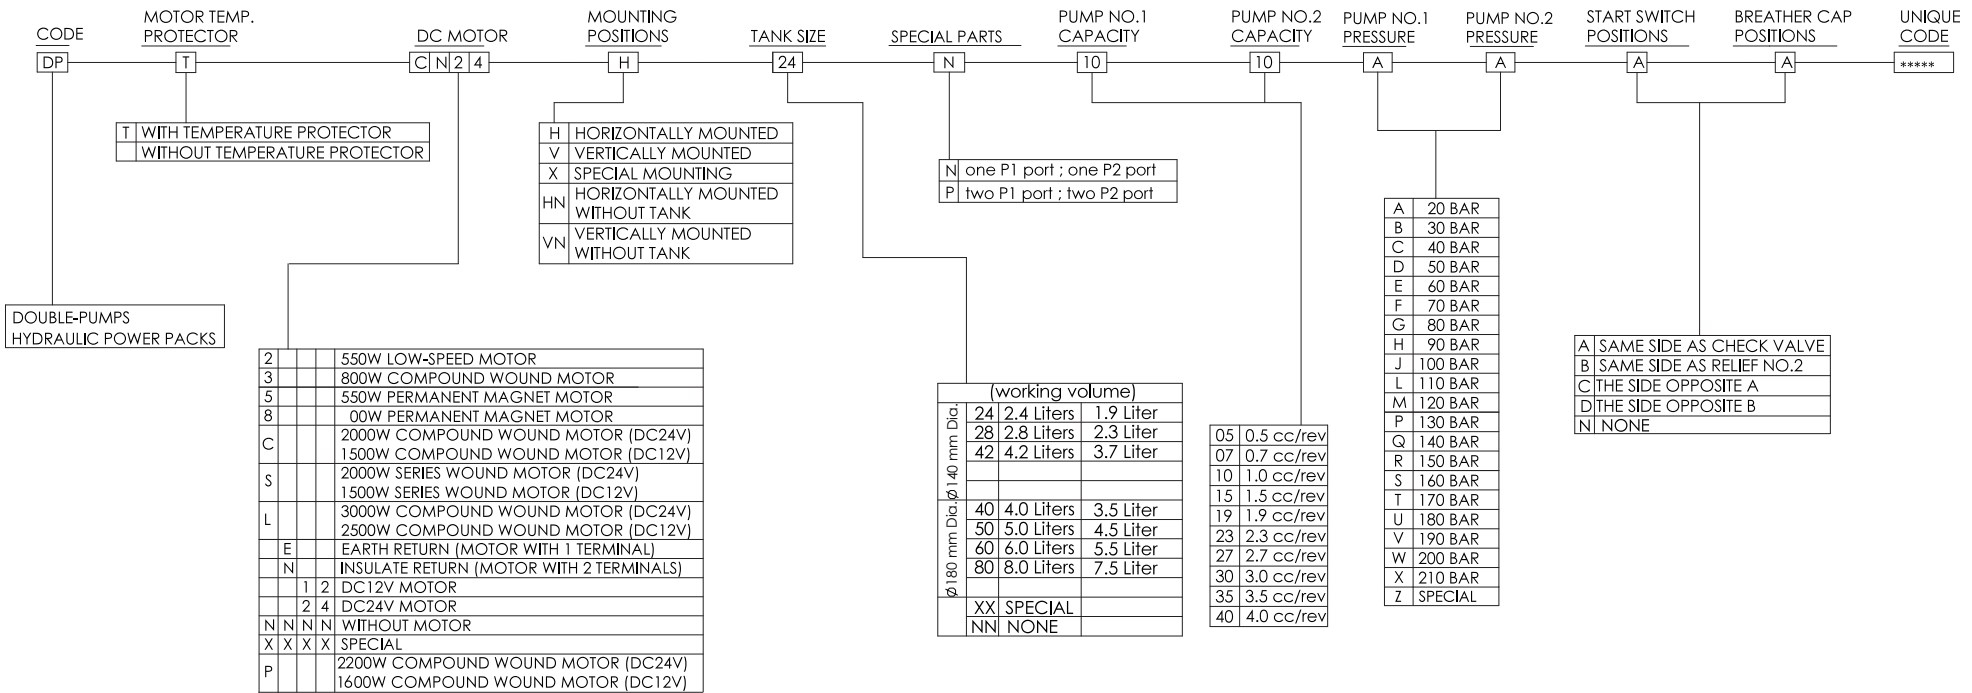 CODE
MOTOR TEMP.
PROTECTOR
DC MOTOR
MOUNTING
POSITIONS
TANK SIZE
SPECIAL PARTS
PUMP NO.1
CAPACITY
PUMP NO.2
CAPACITY
PUMP NO.1
PRESSURE
PUMP NO.2
PRESSURE
START SWITCH
POSITIONS
BREATHER CAP
POSITIONS
UNIQUE
CODE
DP T C N 2 4 H 24 N 10 10 A A A A *****
T WITH TEMPERATURE PROTECTOR
WITHOUT TEMPERATURE PROTECTOR
H HORIZONTALLY MOUNTED
V VERTICALLY MOUNTED
X SPECIAL MOUNTING
HN HORIZONTALLY MOUNTED
WITHOUT TANK
VN VERTICALLY MOUNTED
WITHOUT TANK
N one P1 port ; one P2 port
P two P1 port ; two P2 port
DOUBLE-PUMPS
HYDRAULIC POWER PACKS
2 550W LOW-SPEED MOTOR
3 800W COMPOUND WOUND MOTOR
5 550W PERMANENT MAGNET MOTOR
8 00W PERMANENT MAGNET MOTOR
C 2000W COMPOUND WOUND MOTOR (DC24V)
1500W COMPOUND WOUND MOTOR (DC12V)
S 2000W SERIES WOUND MOTOR (DC24V)
1500W SERIES WOUND MOTOR (DC12V)
L 3000W COMPOUND WOUND MOTOR (DC24V)
2500W COMPOUND WOUND MOTOR (DC12V)
E EARTH RETURN (MOTOR WITH 1 TERMINAL)
N INSULATE RETURN (MOTOR WITH 2 TERMINALS)
1 2 DC12V MOTOR
2 4 DC24V MOTOR
N N N N WITHOUT MOTOR
X X X X SPECIAL
P 2200W COMPOUND WOUND MOTOR (DC24V)
1600W COMPOUND WOUND MOTOR (DC12V)
(working volume)
Ø140 mm Dia.
24 2.4 Liters 1.9 Liter
28 2.8 Liters 2.3 Liter
42 4.2 Liters 3.7 Liter
Ø180 mm Dia.
40 4.0 Liters 3.5 Liter
50 5.0 Liters 4.5 Liter
60 6.0 Liters 5.5 Liter
80 8.0 Liters 7.5 Liter
XX SPECIAL
NN NONE
05 0.5 cc/rev
07 0.7 cc/rev
10 1.0 cc/rev
15 1.5 cc/rev
19 1.9 cc/rev
23 2.3 cc/rev
27 2.7 cc/rev
30 3.0 cc/rev
35 3.5 cc/rev
40 4.0 cc/rev
A 20 BAR
B 30 BAR
C 40 BAR
D 50 BAR
E 60 BAR
F 70 BAR
G 80 BAR
H 90 BAR
J 100 BAR
L 110 BAR
M 120 BAR
P 130 BAR
Q 140 BAR
R 150 BAR
S 160 BAR
T 170 BAR
U 180 BAR
V 190 BAR
W 200 BAR
X 210 BAR
Z SPECIAL
A SAME SIDE AS CHECK VALVE
B SAME SIDE AS RELIEF NO.2
C THE SIDE OPPOSITE A
D THE SIDE OPPOSITE B
N NONE